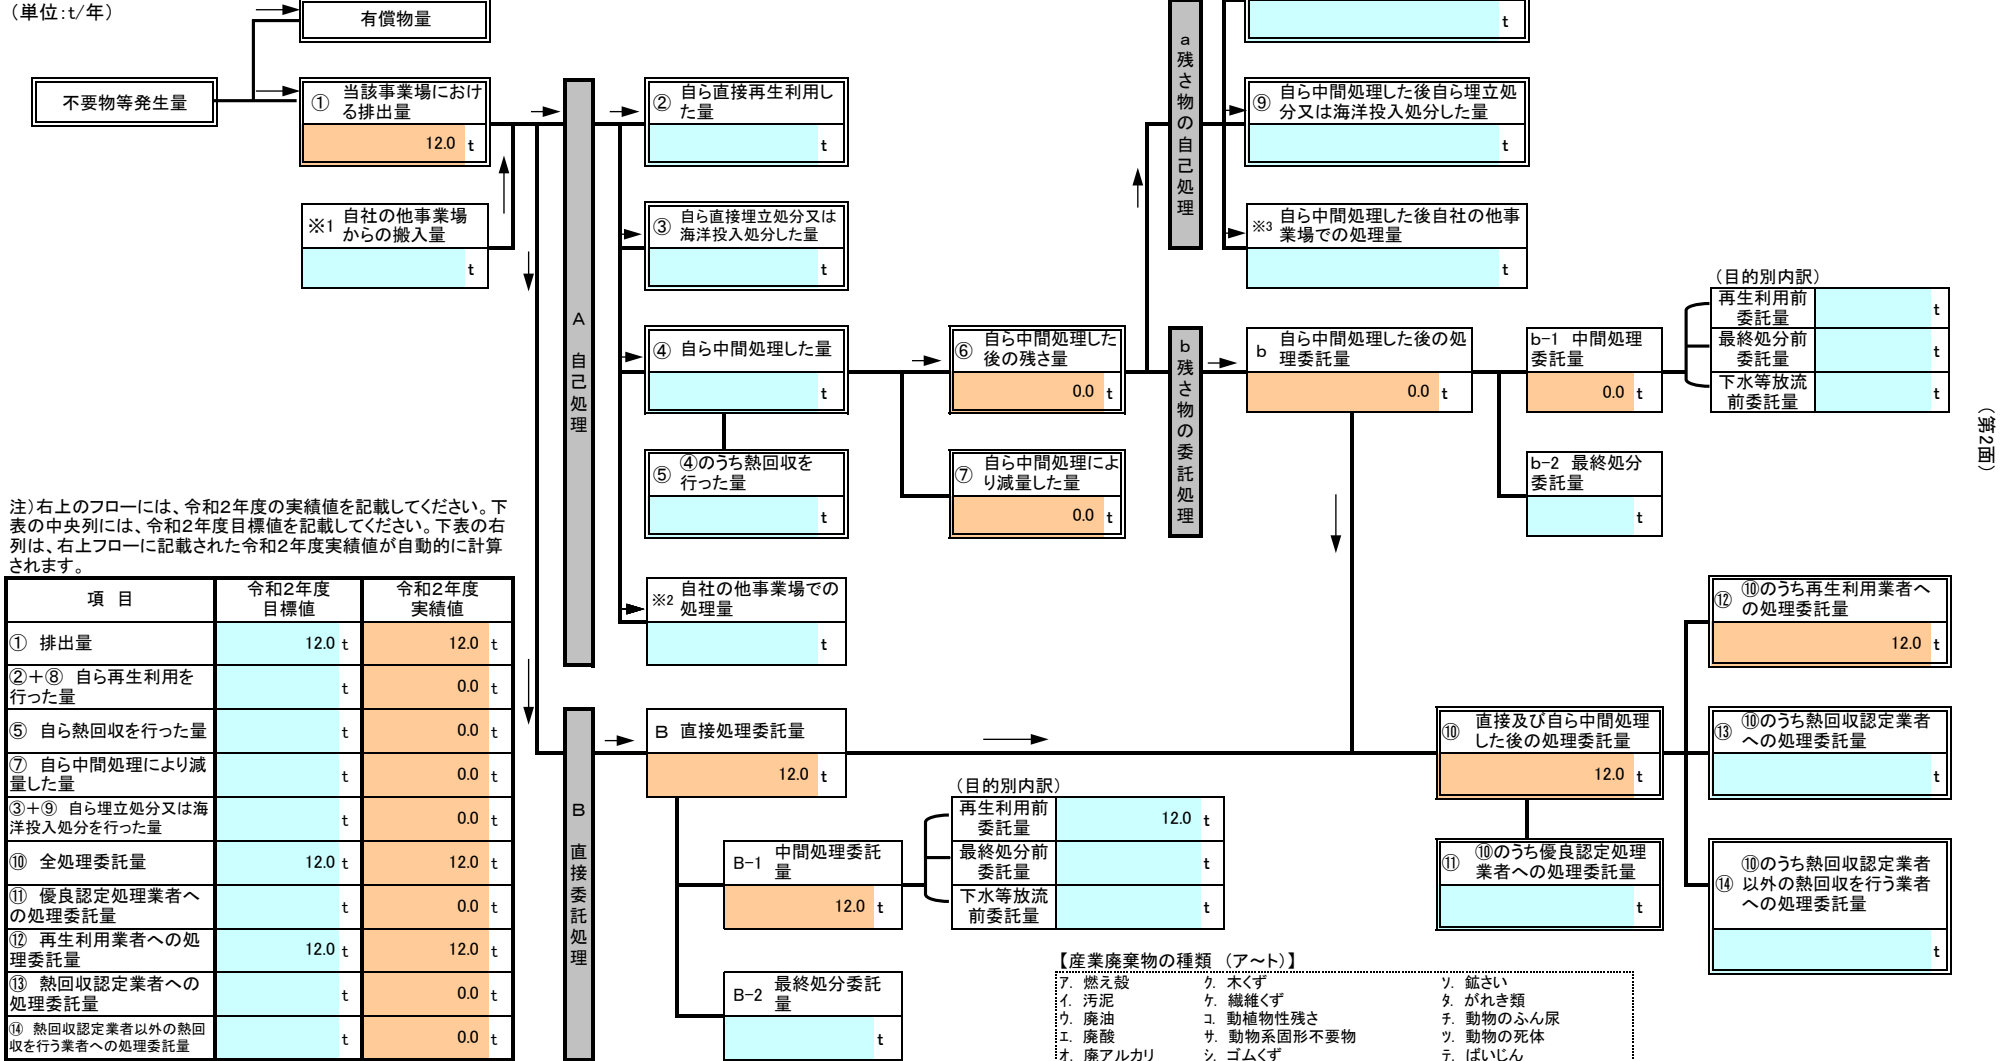 （単位:t/年）
有償物量
不要物等発生量
① 当該事業場におけ
る排出量
12.0 t
※1 自社の他事業場
からの搬入量
t
A 自己処理
② 自ら直接再生利用し
た量
t
③ 自ら直接埋立処分又は
海洋投入処分した量
t
④ 自ら中間処理した量
t
⑤ ④のうち熱回収を
行った量
t
※2 自社の他事業場での
処理量
t
⑥ 自ら中間処理した
後の残さ量
0.0 t
⑦ 自ら中間処理によ
り減量した量
0.0 t
a 残さ物の自己処理
t
⑨ 自ら中間処理した後自ら埋立処
分又は海洋投入処分した量
t
※3 自ら中間処理した後自社の他事
業場での処理量
t
b 残さ物の委託処理
b 自ら中間処理した後の処
理委託量
0.0 t
b-1 中間処理
委託量
0.0 t
b-2 最終処分
委託量
t
（目的別内訳）
再生利用前
委託量 t
最終処分前
委託量 t
下水等放流
前委託量 t
（第2面）
注）右上のフローには、令和２年度の実績値を記載してください。下
表の中央列には、令和２年度目標値を記載してください。下表の右
列は、右上フローに記載された令和２年度実績値が自動的に計算
されます。
項 目 令和２年度 目標値 令和２年度 実績値
① 排出量 12.0 t 12.0 t
②＋⑧ 自ら再生利用を
行った量 t 0.0 t
⑤ 自ら熱回収を行った量 t 0.0 t
⑦ 自ら中間処理により減
量した量 t 0.0 t
③＋⑨ 自ら埋立処分又は海
洋投入処分を行った量 t 0.0 t
⑩ 全処理委託量 12.0 t 12.0 t
⑪ 優良認定処理業者へ
の処理委託量 t 0.0 t
⑫ 再生利用業者への処
理委託量 12.0 t 12.0 t
⑬ 熱回収認定業者への
処理委託量 t 0.0 t
⑭ 熱回収認定業者以外の熱回
収を行う業者への処理委託量 t 0.0 t
B 直接委託処理
B 直接処理委託量
12.0 t
B-1 中間処理委託
量
12.0 t
B-2 最終処分委託
量
t
（目的別内訳）
再生利用前
委託量 12.0 t
最終処分前
委託量 t
下水等放流
前委託量 t
⑩ 直接及び自ら中間処理
した後の処理委託量
12.0 t
⑪ ⑩のうち優良認定処理
業者への処理委託量
t
⑫ ⑩のうち再生利用業者へ
の処理委託量
12.0 t
⑬ ⑩のうち熱回収認定業者
への処理委託量
t
⑭ ⑩のうち熱回収認定業者
以外の熱回収を行う業者
への処理委託量
t
【産業廃棄物の種類 （ア～ト）】
ｱ. 燃え殻 ｸ. 木くず ｿ. 鉱さい
ｲ. 汚泥 ｹ. 繊維くず ﾀ. がれき類
ｳ. 廃油 ｺ. 動植物性残さ ﾁ. 動物のふん尿
ｴ. 廃酸 ｻ. 動物系固形不要物 ﾂ. 動物の死体
ｵ. 廃アルカリ ｼ. ゴムくず ﾃ. ばいじん